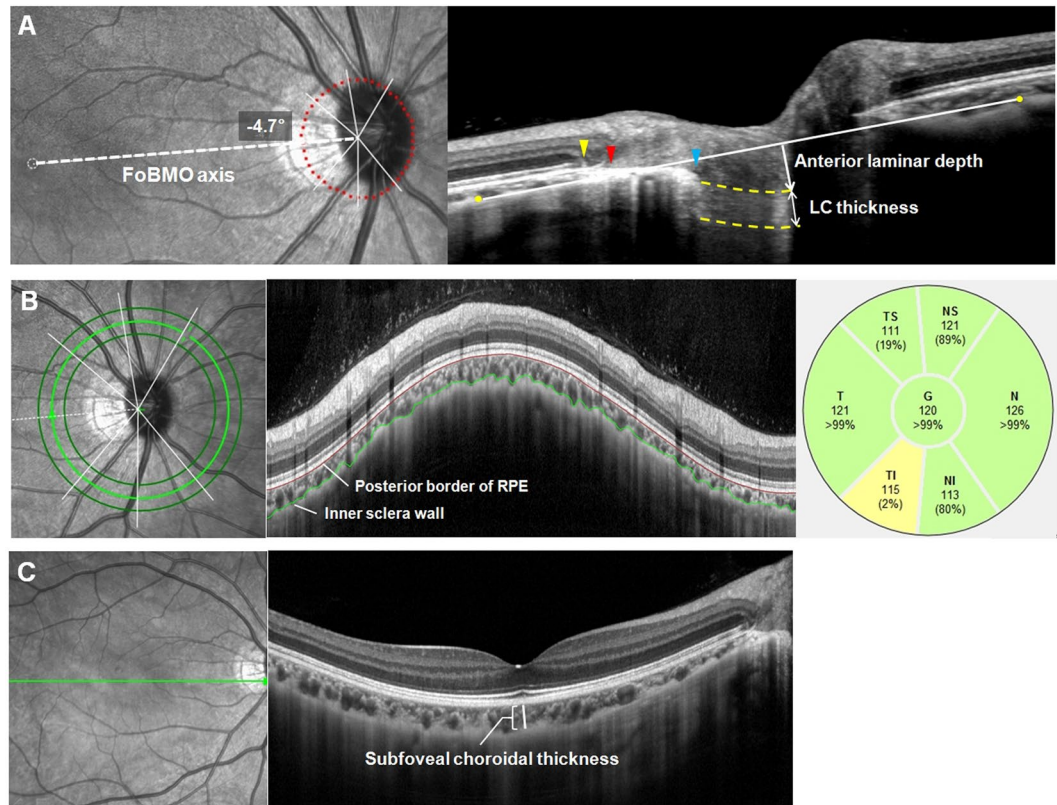 A
-4.7°
FoBMO axis
Anterior laminar depth
LC thickness
B
Posterior border of RPE
Inner sclera wall
TS
111
(19%)
NS
121
(89%)
T
121
>99%
G
120
>99%
N
126
>99%
TI
115
(2%)
NI
113
(80%)
C
Subfoveal choroidal thickness